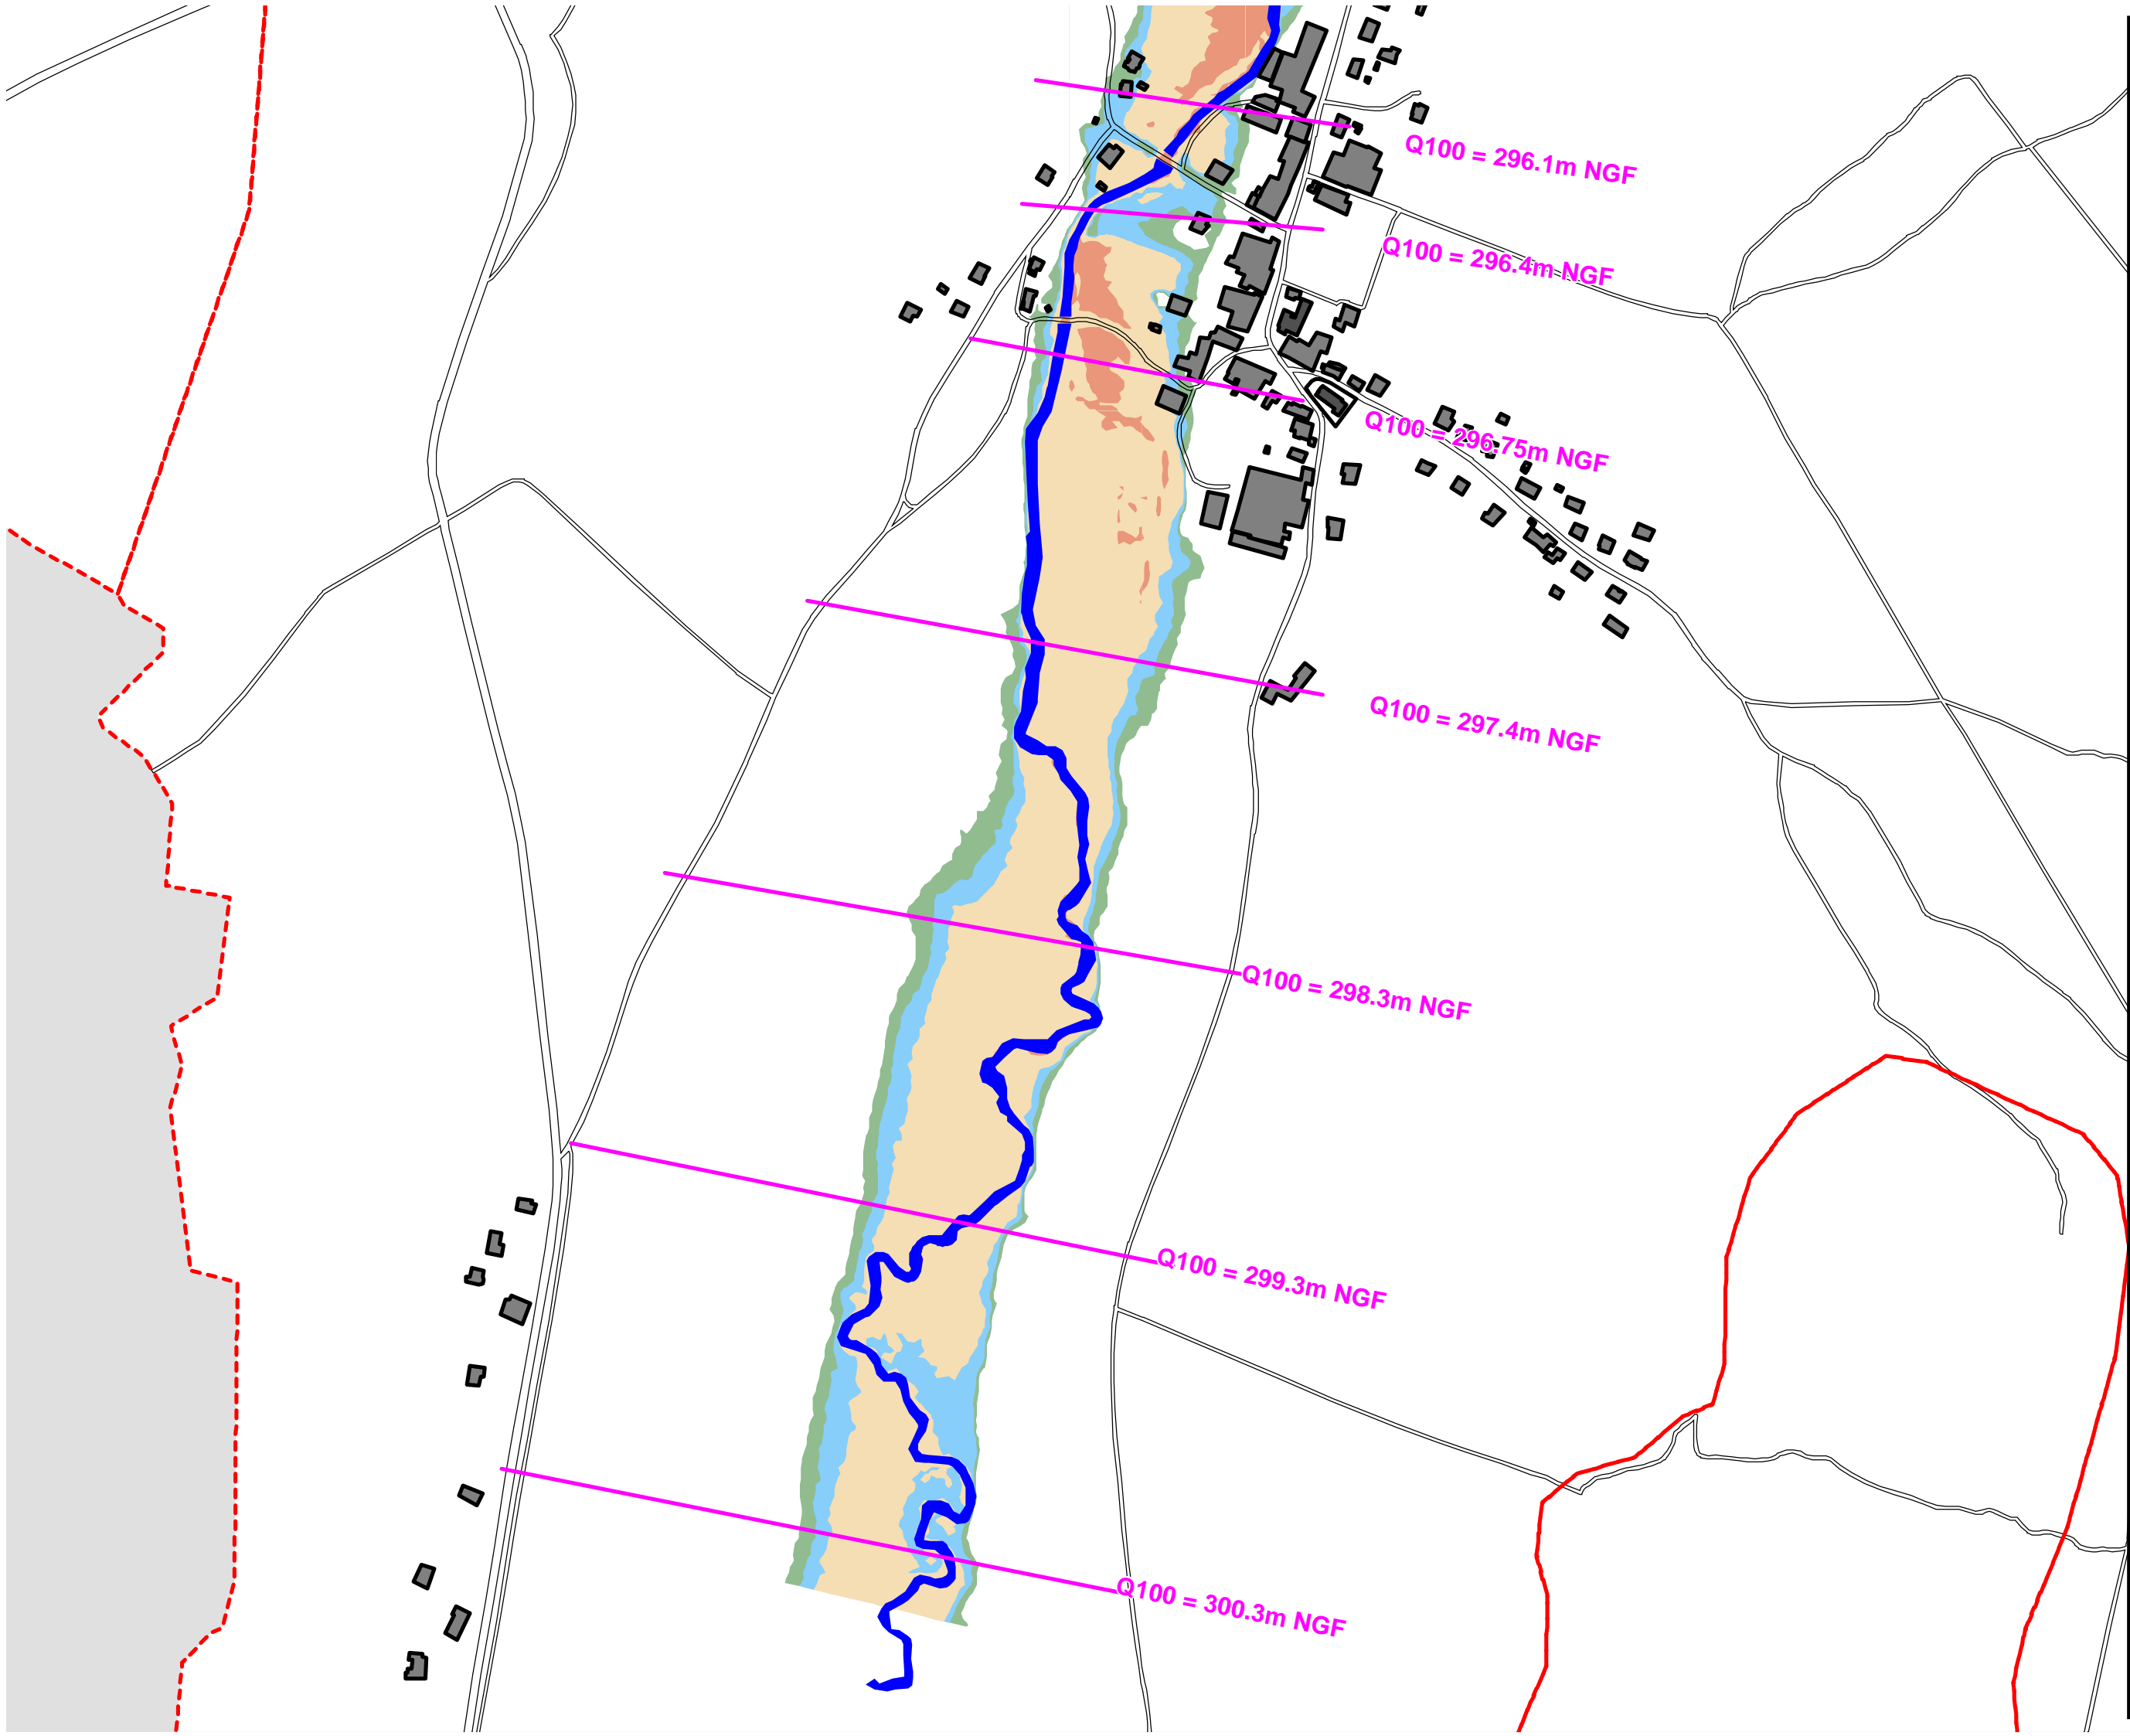 Q100 = 296.1m NGF
Q100 = 296.4m NGF
Q100 = 296.75m NGF
Q100 = 297.4m NGF
Q100 = 298.3m NGF
Q100 = 299.3m NGF
Q100 = 300.3m NGF